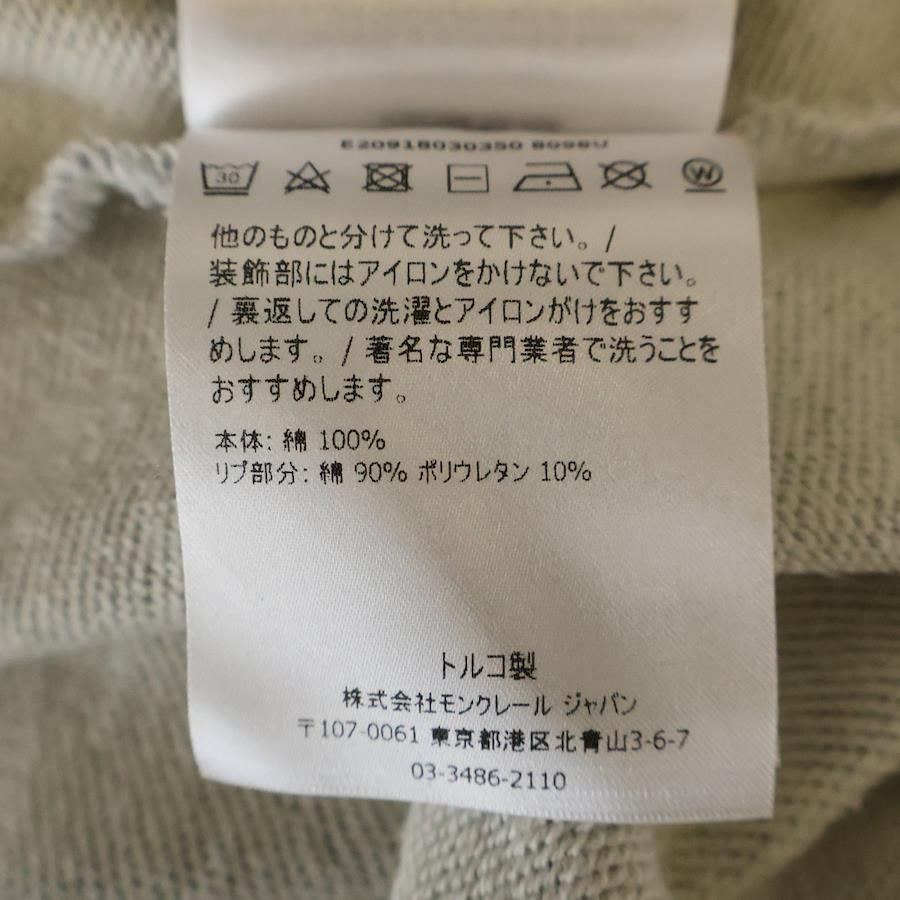 E20918030350 8098U
30
W
他のものと分けて洗って下さい。/
装飾部にはアイロンをかけないで下さい。
/ 裏返しての洗濯とアイロンがけをおすす
めします。/ 著名な専門業者で洗うことを
おすすめします。
本体: 綿 100%
リブ部分: 綿 90% ポリウレタン 10%
トルコ製
株式会社モンクレール ジャパン
〒107-0061 東京都港区北青山3-6-7
03-3486-2110